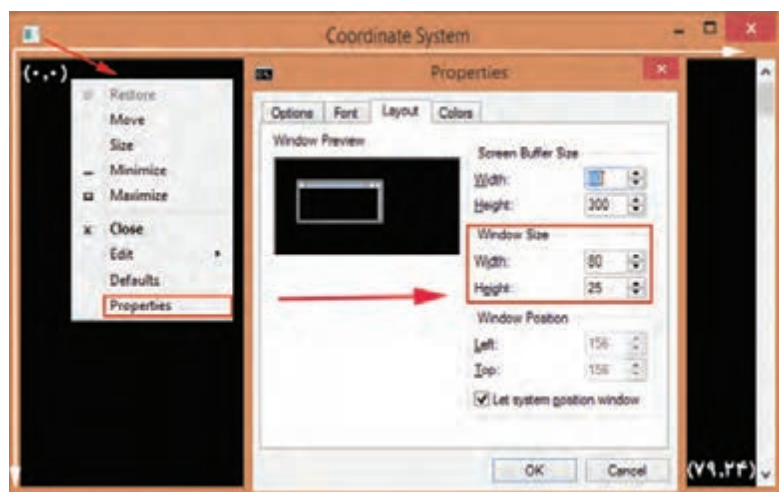 Coordinate System
(۰,۰)
Restore
Move
Size
Minimize
Maximize
x Close
Edit
Defaults
Properties
Properties
Options Font Layout Colors
Window Preview
Screen Buffer Size
Width:
Height: 300
Window Size
Width: 80
Height: 25
Window Position
Left: 156
Top: 156
Let system position window
OK Cancel
(۷۹,۲۴)